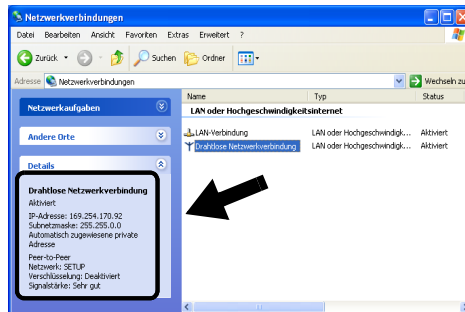 Netzwerkverbindungen
Datei Bearbeiten Ansicht Favoriten Extras Erweitert ?
Zurück Suchen Ordner
Adresse Netzwerkverbindungen Wechseln zu
Name Typ Status
Netzwerkaufgaben
LAN oder Hochgeschwindigkeitsinternet
Andere Orte
LAN-Verbindung LAN oder Hochgeschwindigk... Aktiviert
Drahtlose Netzwerkverbindung LAN oder Hochgeschwindigk... Aktiviert
Details
Drahtlose Netzwerkverbindung
Aktiviert
IP-Adresse: 169.254.170.92
Subnetzmaske: 255.255.0.0
Automatisch zugewiesene private
Adresse
Peer-to-Peer
Netzwerk: SETUP
Verschlüsselung: Deaktiviert
Signalstärke: Sehr gut